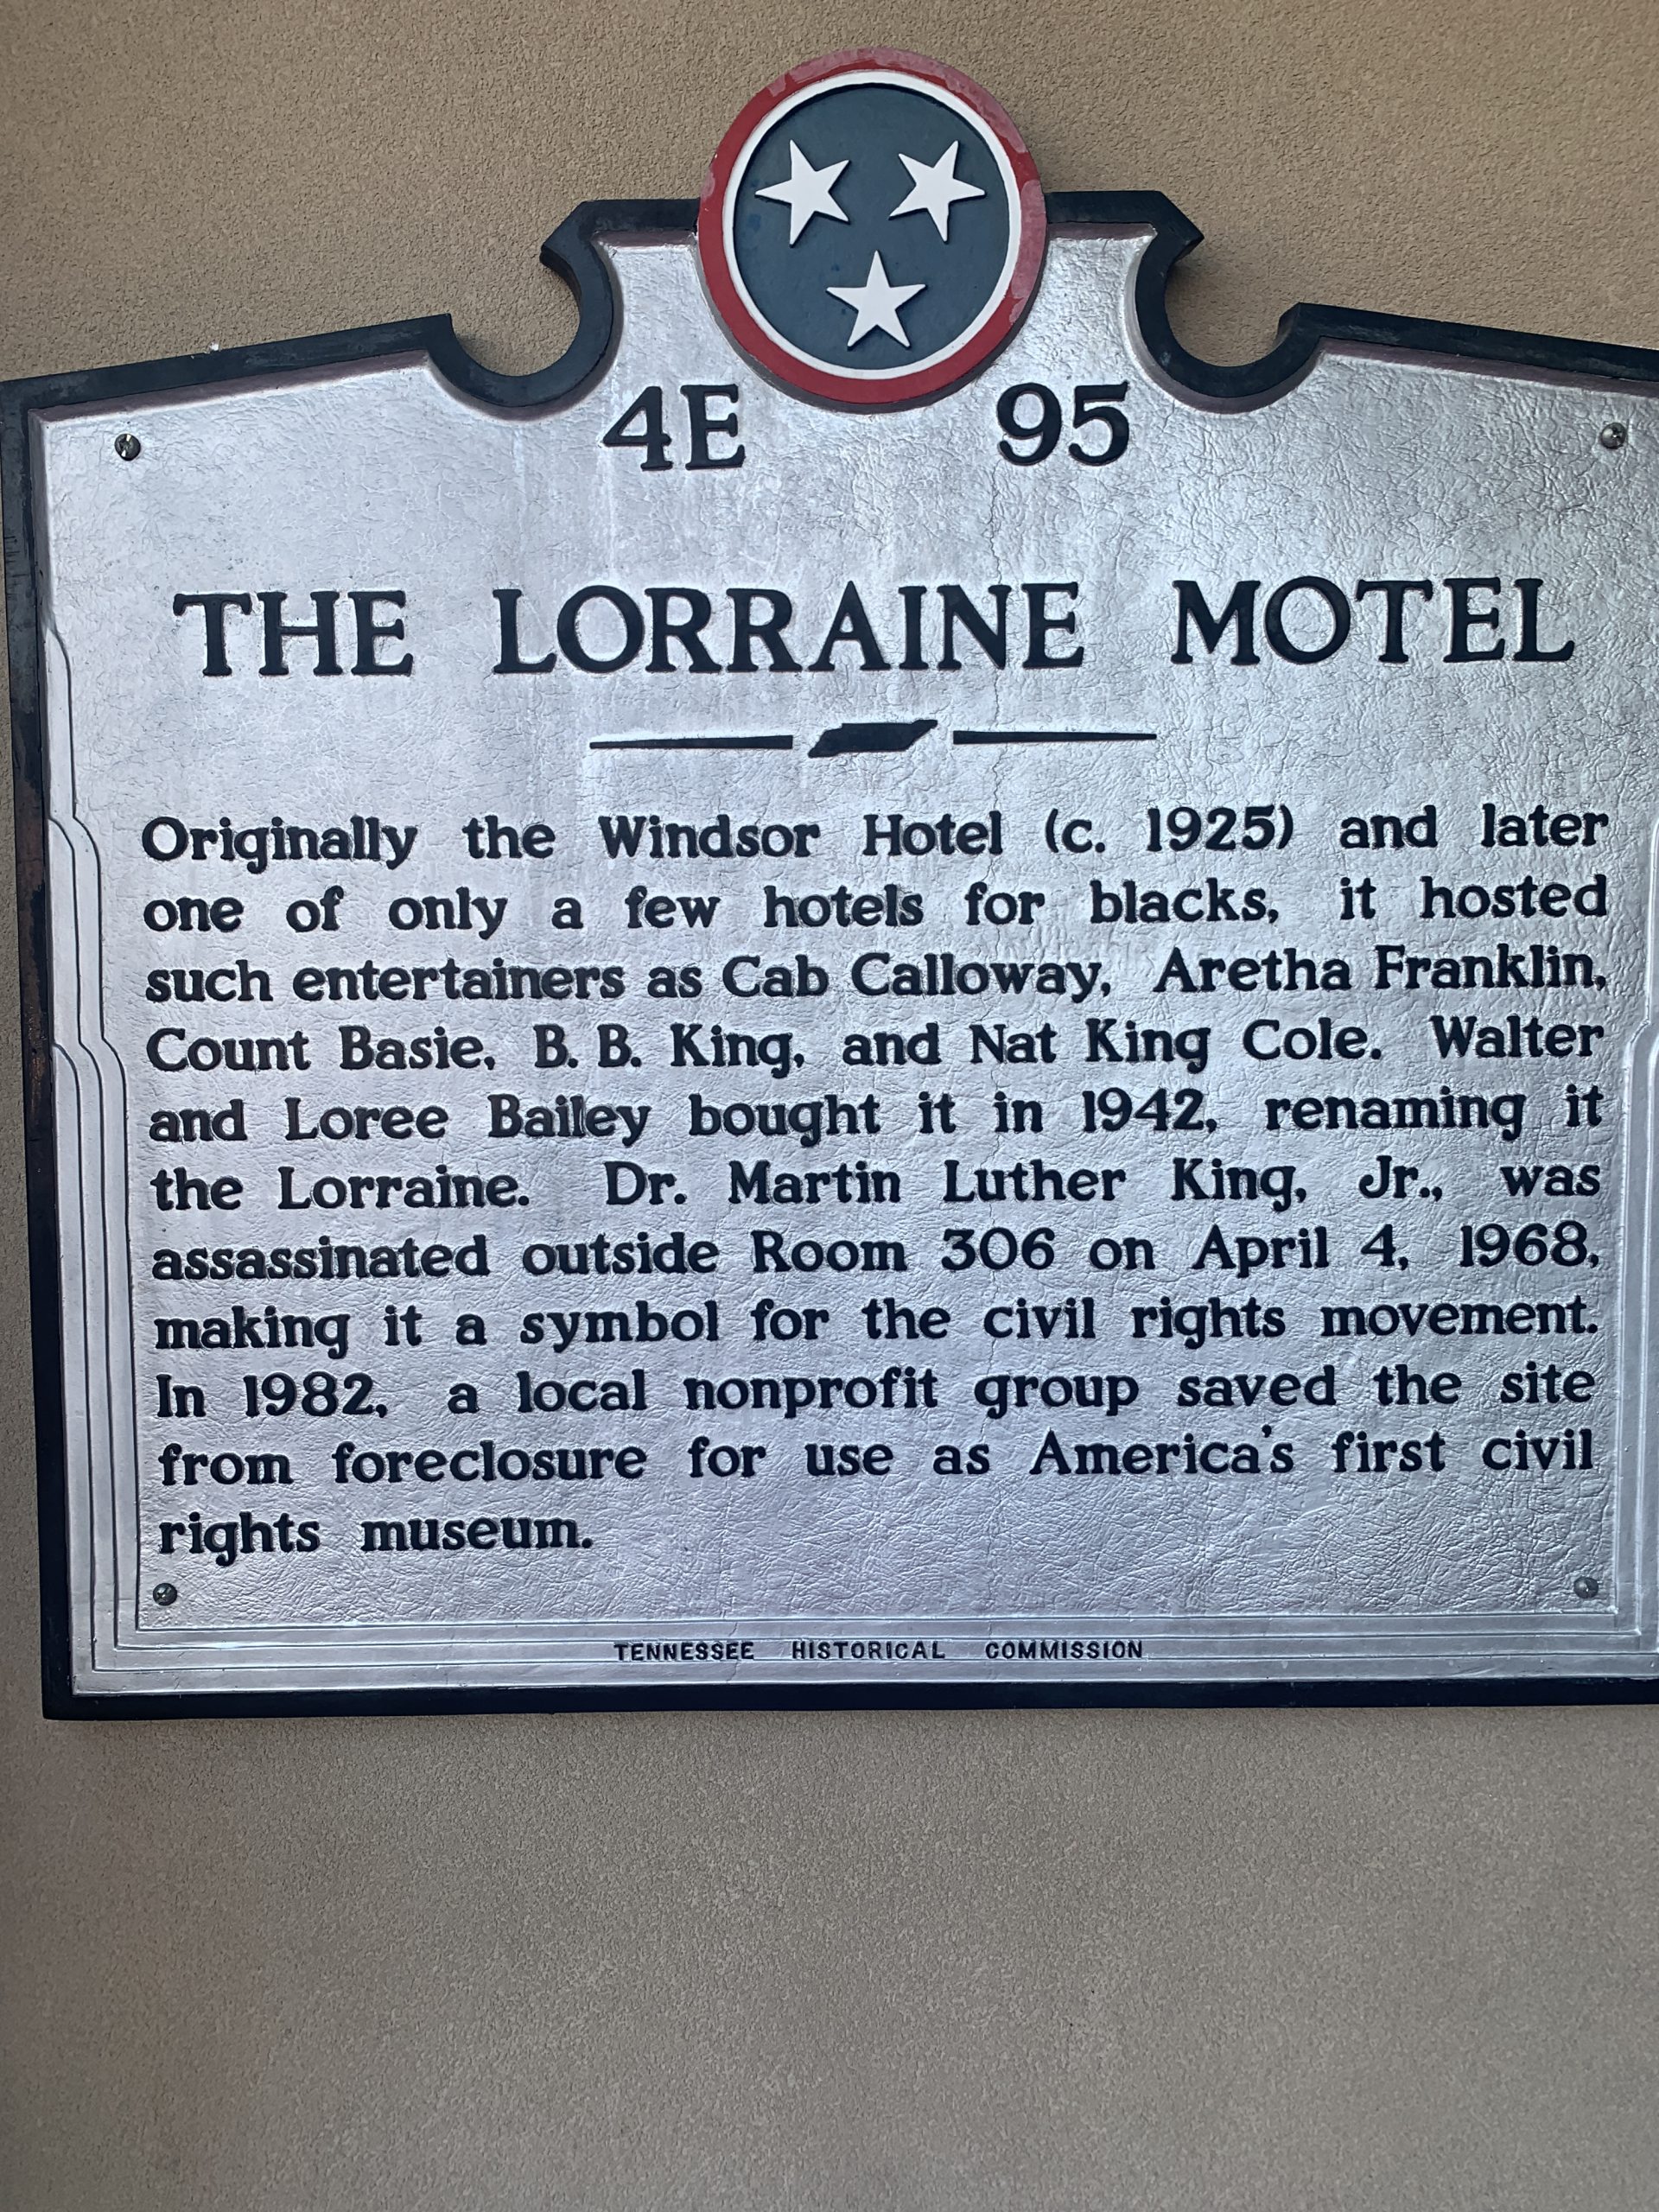 4E 95
THE LORRAINE MOTEL
Originally the Windsor Hotel (c. 1925) and later
one of only a few hotels for blacks, it hosted
such entertainers as Cab Calloway, Aretha Franklin,
Count Basie, B. B. King, and Nat King Cole. Walter
and Loree Bailey bought it in 1942, renaming it
the Lorraine. Dr. Martin Luther King, Jr., was
assassinated outside Room 306 on April 4, 1968,
making it a symbol for the civil rights movement.
In 1982, a local nonprofit group saved the site
from foreclosure for use as America's first civil
rights museum.
TENNESSEE HISTORICAL COMMISSION